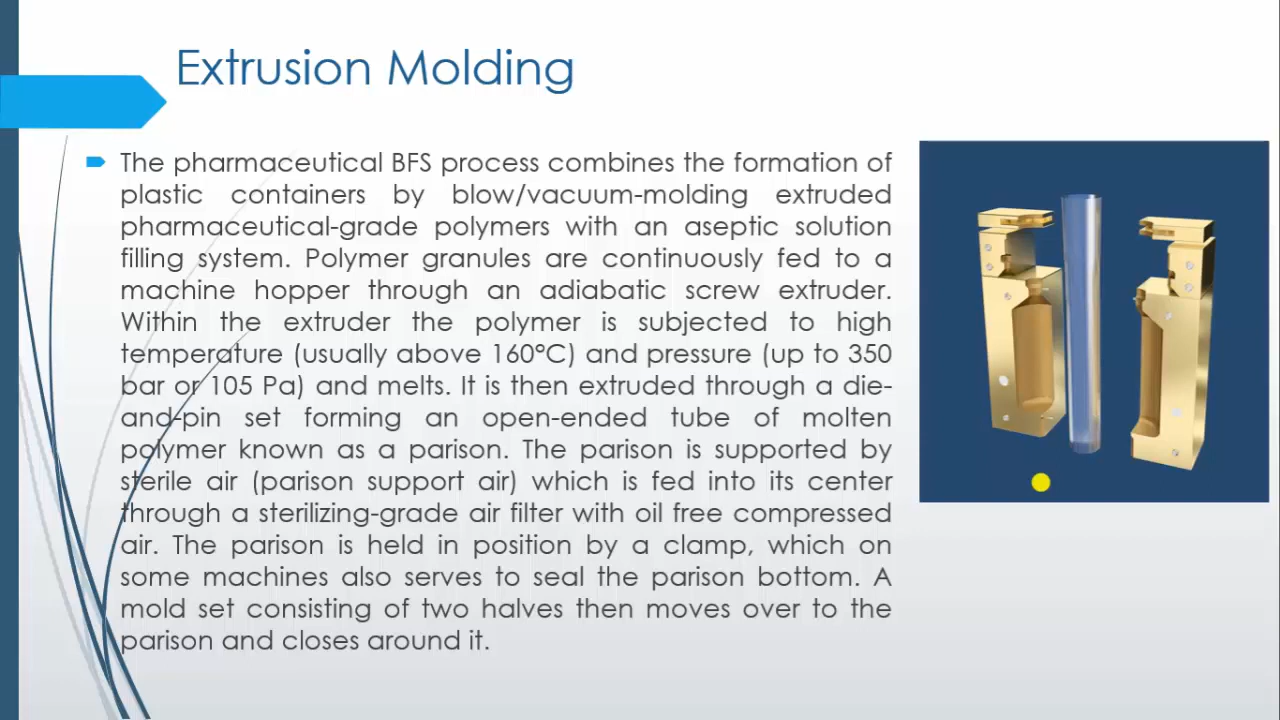 Extrusion Molding
The pharmaceutical BFS process combines the formation of
plastic containers by blow/vacuum-molding extruded
pharmaceutical-grade polymers with an aseptic solution
filling system. Polymer granules are continuously fed to a
machine hopper through an adiabatic screw extruder.
Within the extruder the polymer is subjected to high
temperature (usually above 160°C) and pressure (up to 350
bar or 105 Pa) and melts. It is then extruded through a die-
and-pin set forming an open-ended tube of molten
polymer known as a parison. The parison is supported by
sterile air (parison support air) which is fed into its center
through a sterilizing-grade air filter with oil free compressed
air. The parison is held in position by a clamp, which on
some machines also serves to seal the parison bottom. A
mold set consisting of two halves then moves over to the
parison and closes around it.